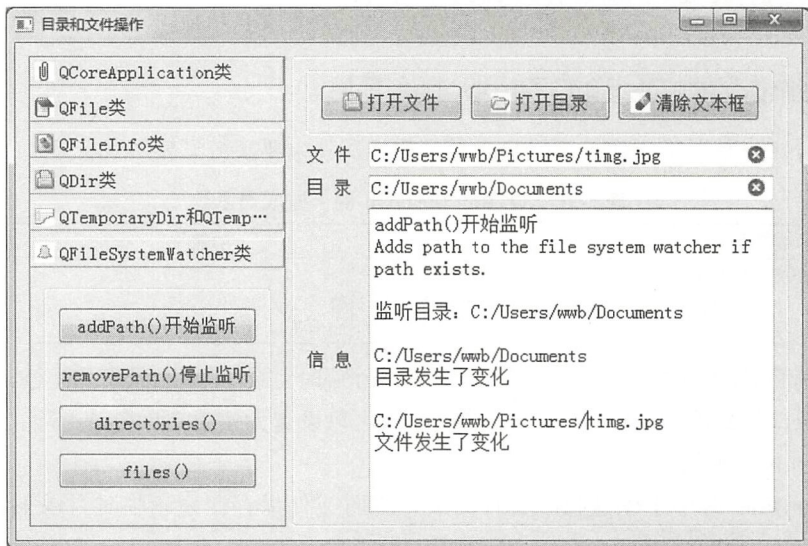 目录和文件操作
QCoreApplication类
QFile类
QFileInfo类
QDir类
QTemporaryDir和QTemp…
QFileSystemWatcher类
addPath()开始监听
removePath()停止监听
directories()
files()
打开文件 打开目录 清除文本框
文 件 C:/Users/wwb/Pictures/timg.jpg
目 录 C:/Users/wwb/Documents
信 息
addPath()开始监听
Adds path to the file system watcher if
path exists.
监听目录：C:/Users/wwb/Documents
C:/Users/wwb/Documents
目录发生了变化
C:/Users/wwb/Pictures/timg.jpg
文件发生了变化